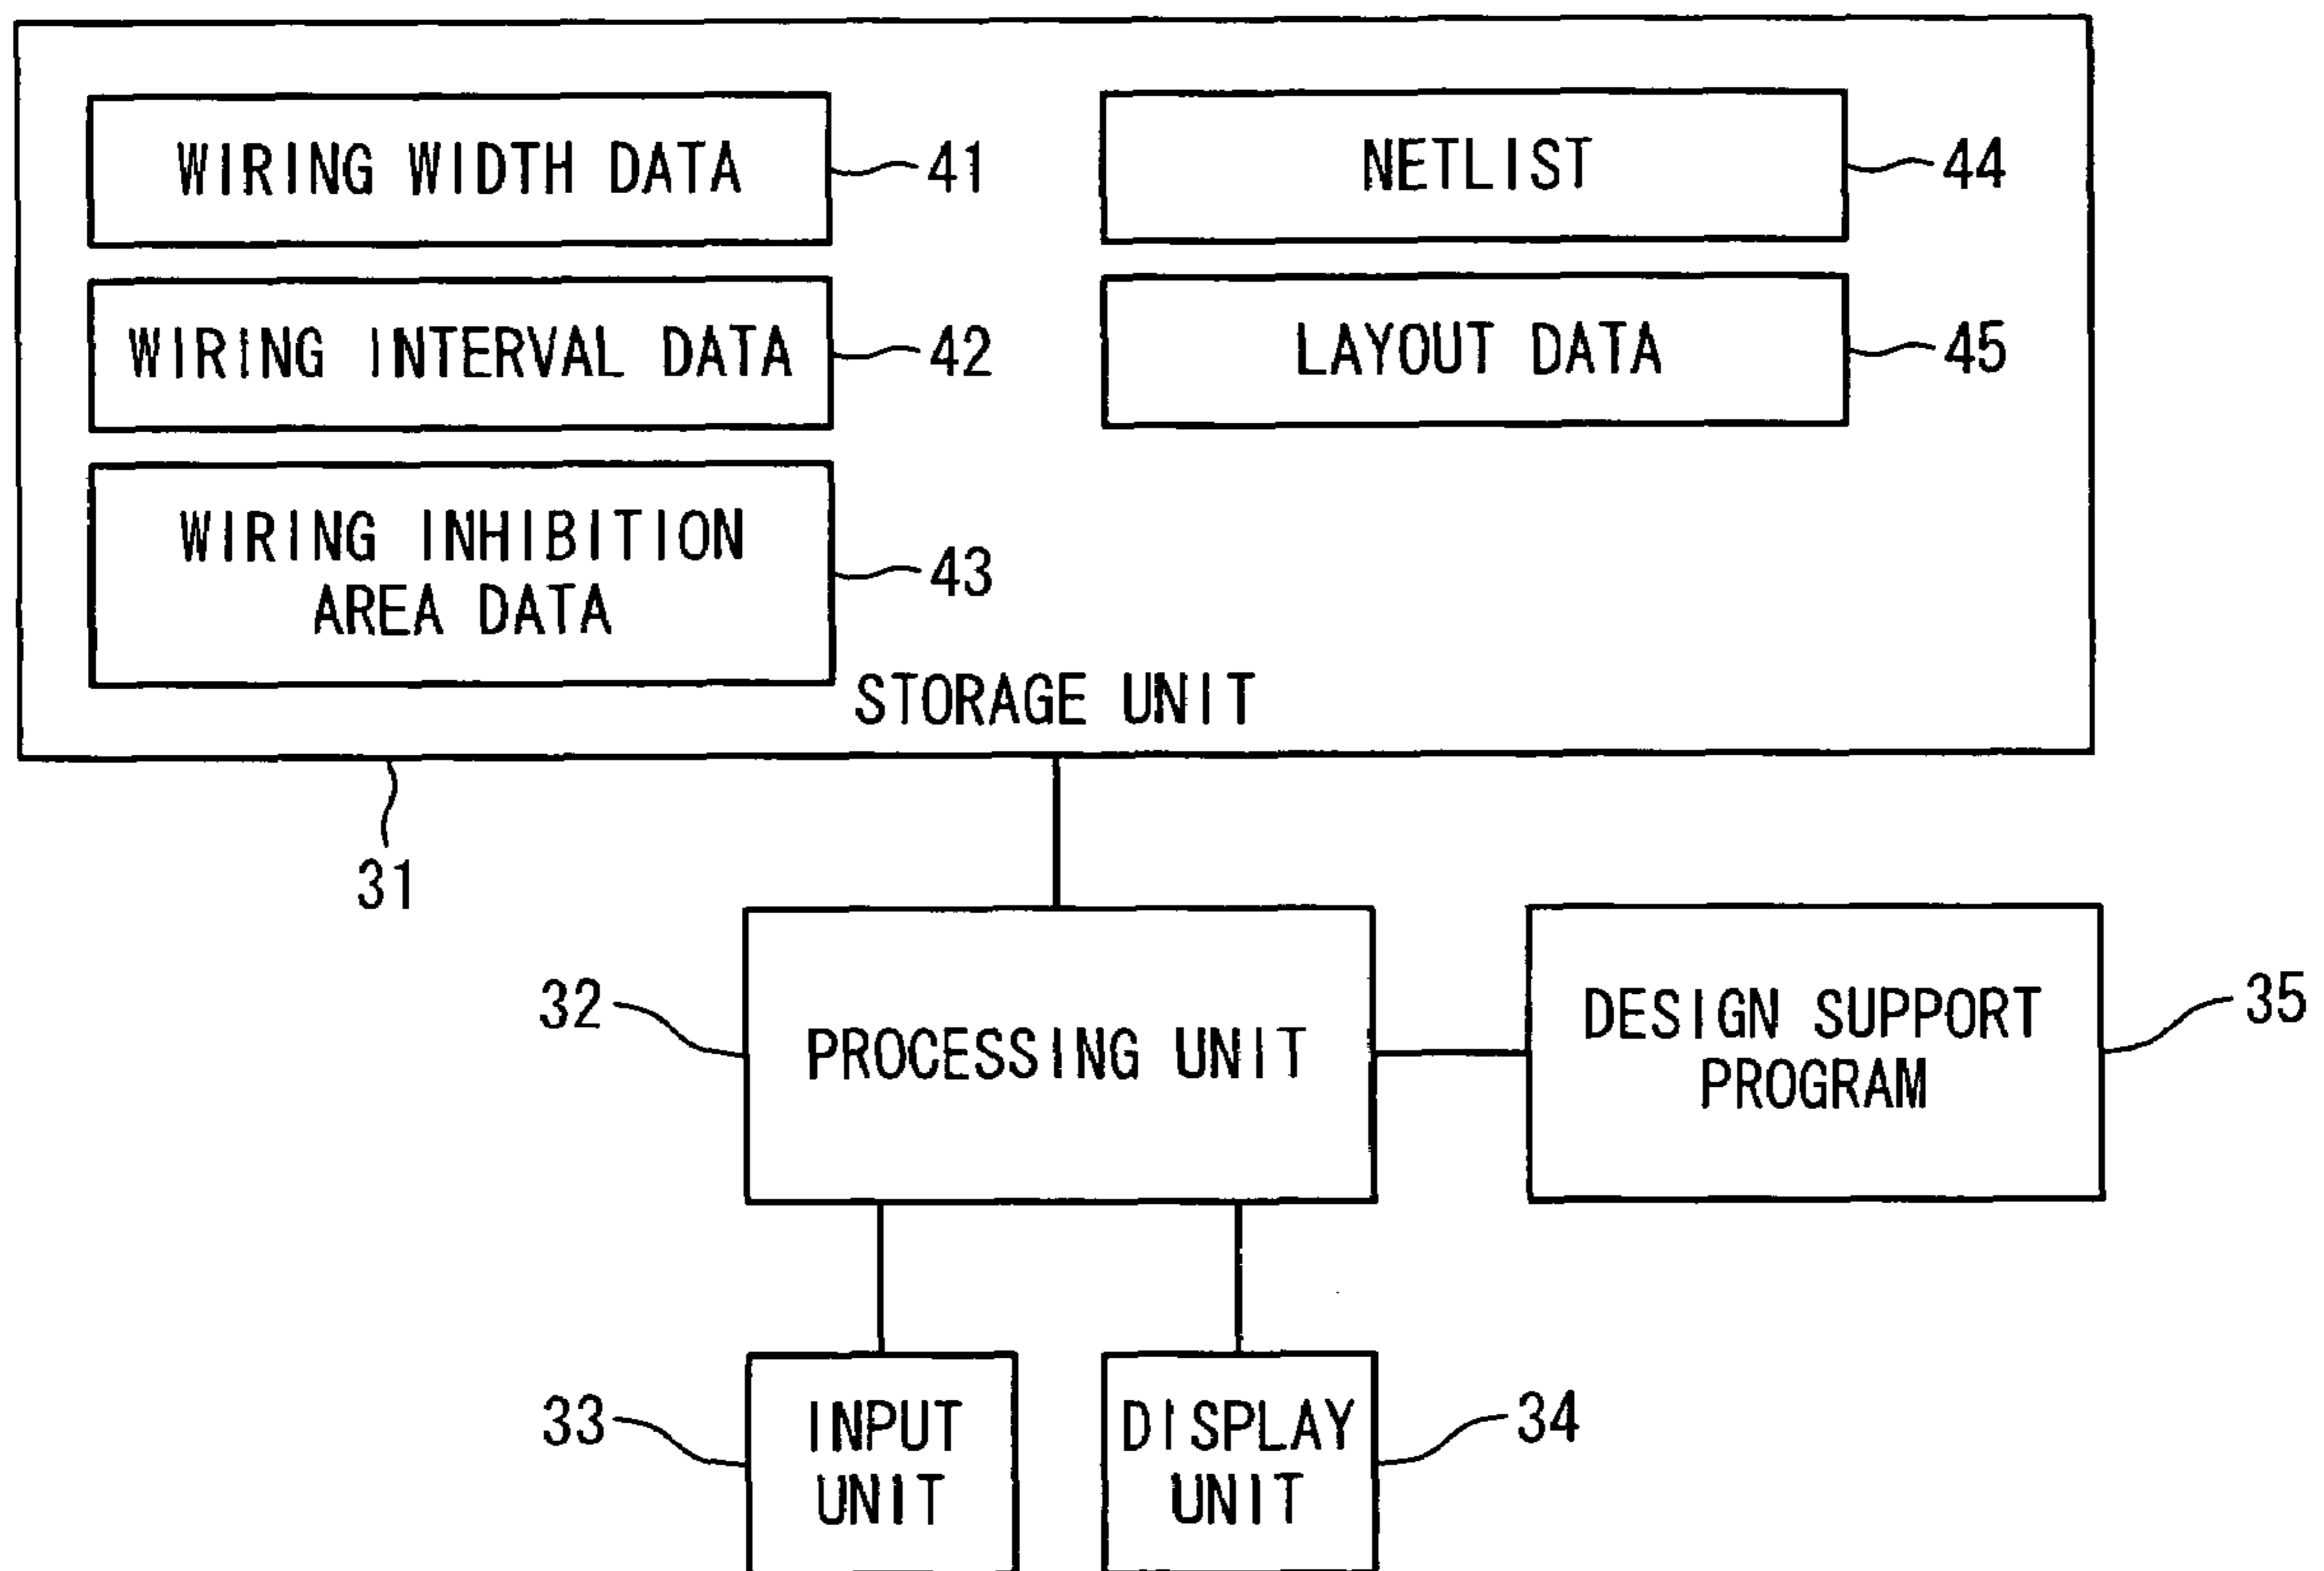 WIRING WIDTH DATA
41
NETLIST
44
WIRING INTERVAL DATA
42
LAYOUT DATA
45
WIRING INHIBITION
AREA DATA
43
STORAGE UNIT
31
32
PROCESSING UNIT
DESIGN SUPPORT
PROGRAM
35
33
INPUT
UNIT
DISPLAY
UNIT
34